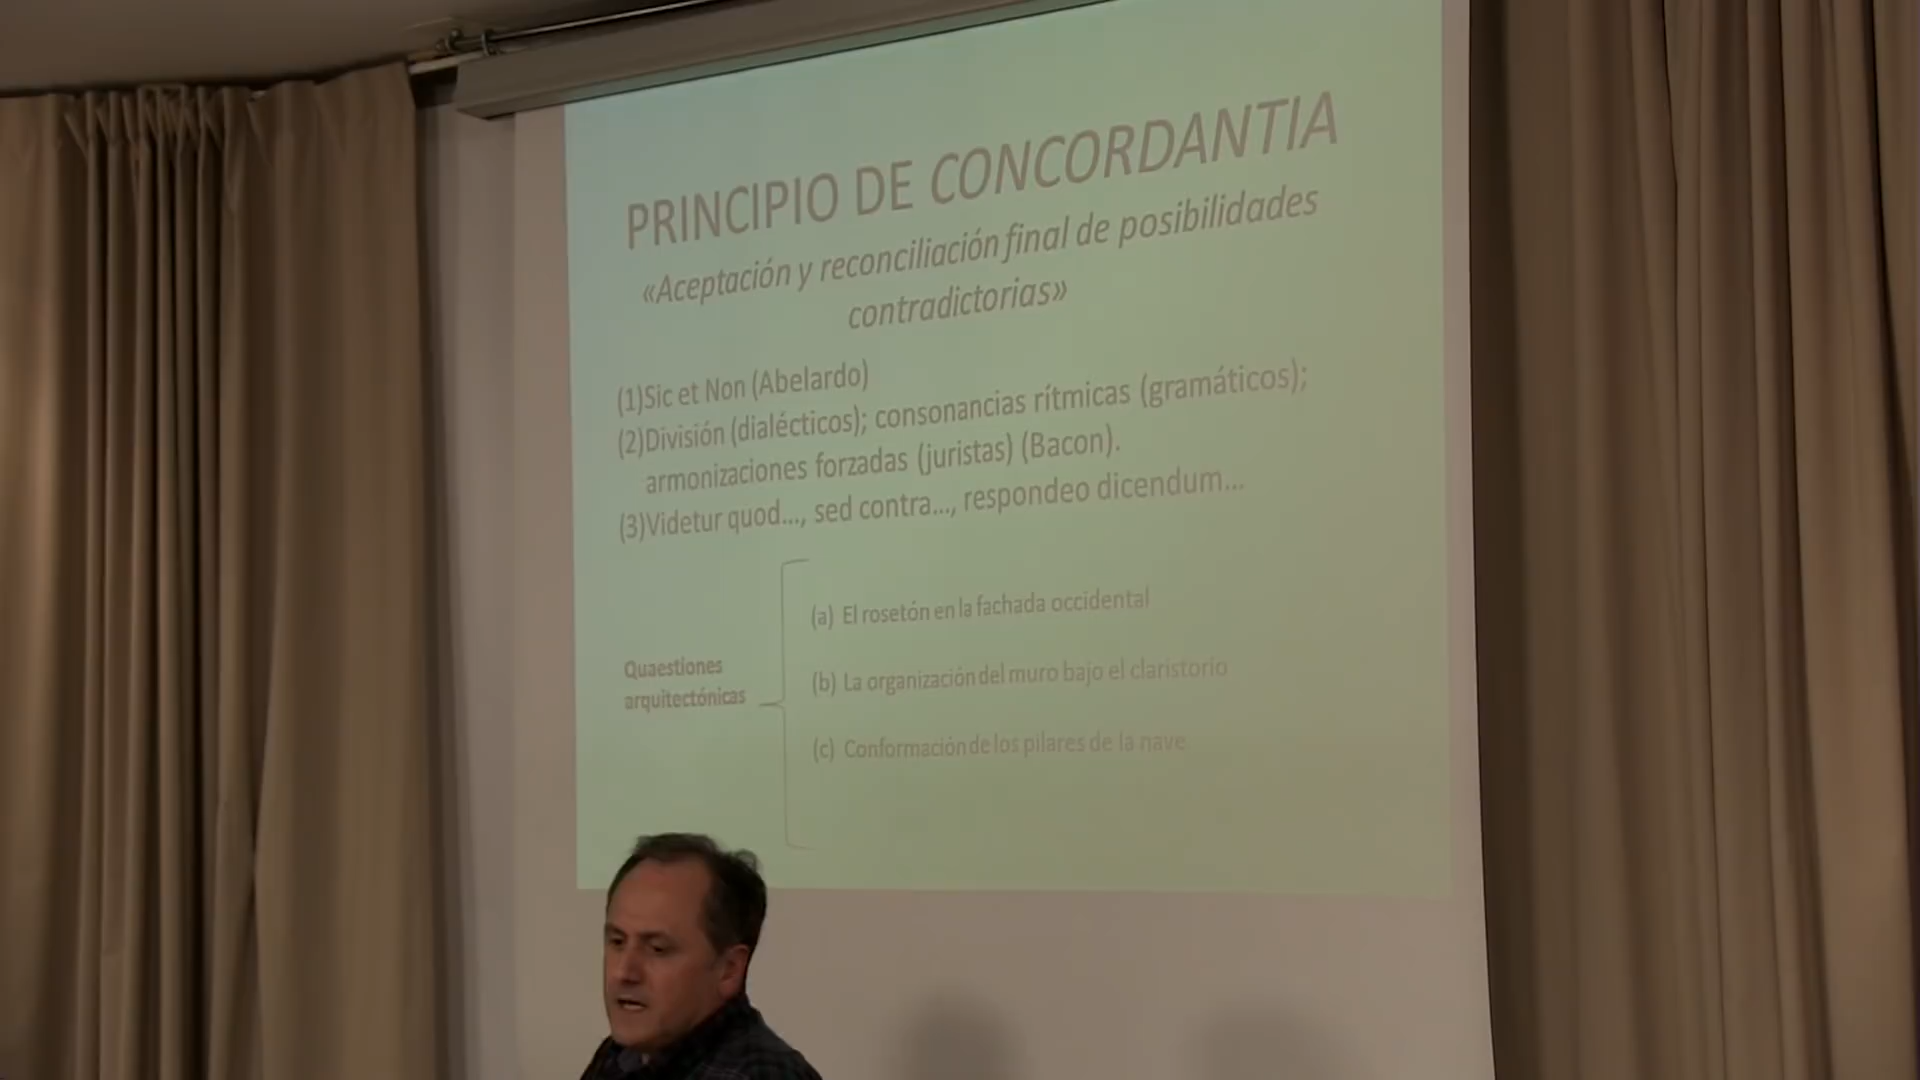 PRINCIPIO DE CONCORDANTIA
«Aceptación y reconciliación final de posibilidades
contradictorias»
(1)Sic et Non (Abelardo)
(2)División (dialécticos); consonancias rítmicas (gramáticos);
armonizaciones forzadas (juristas) (Bacon).
(3)Videtur quod..., sed contra..., respondeo dicendum...
Quaestiones
arquitectónicas
(a) El rosetón en la fachada occidental
(b) La organización del muro bajo el claristorio
(c) Conformación de los pilares de la nave